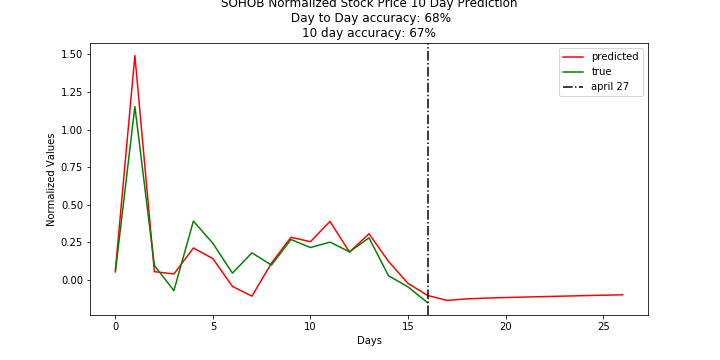 SOHOB Normalized Stock Price 10 Day Prediction
Day to Day accuracy: 68%
10 day accuracy: 67%
predicted
true
april 27
Normalized Values
1.50
1.25
1.00
0.75
0.50
0.25
0.00
0
5
10
15
20
25
Days